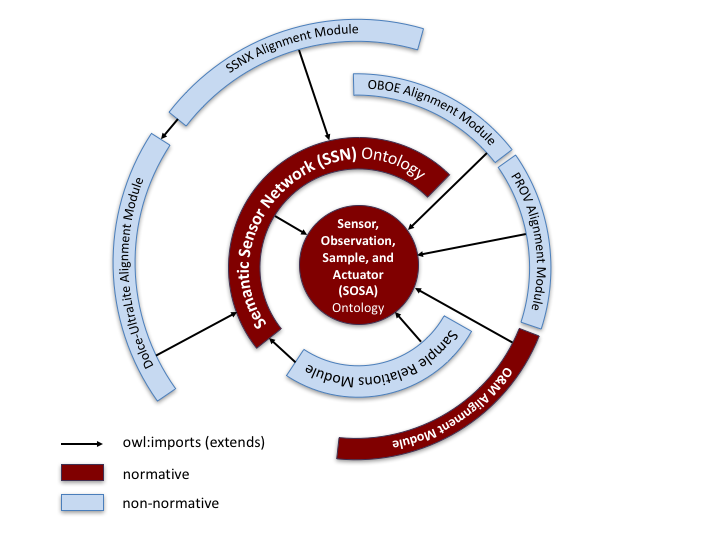 SSNX Alignment Module
OBOE Alignment Module
PROV Alignment Module
Semantic Sensor Network (SSN) Ontology
Dolce-UltraLite Alignment Module
Sensor,
Observation,
Sample, and
Actuator
(SOSA)
Ontology
Sample Relations Module
O&M Alignment Module
owl:imports (extends)
normative
non-normative